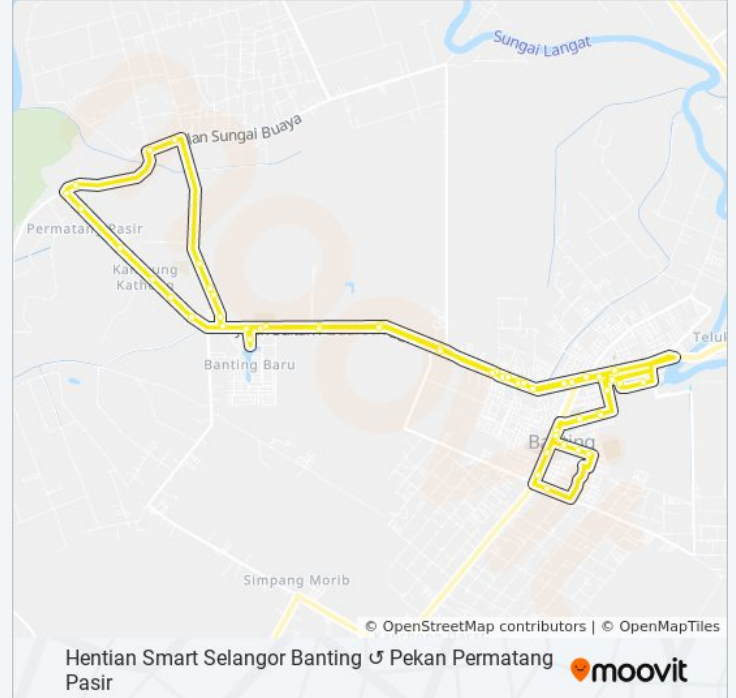 Sungai Langat
lan Sungai Buaya
Permatang Pasir
Banting Baru
Teluk
Banting
Simpang Morib
© OpenStreetMap contributors | © OpenMapTiles
Hentian Smart Selangor Banting ↺ Pekan Permatang
Pasir
moovit